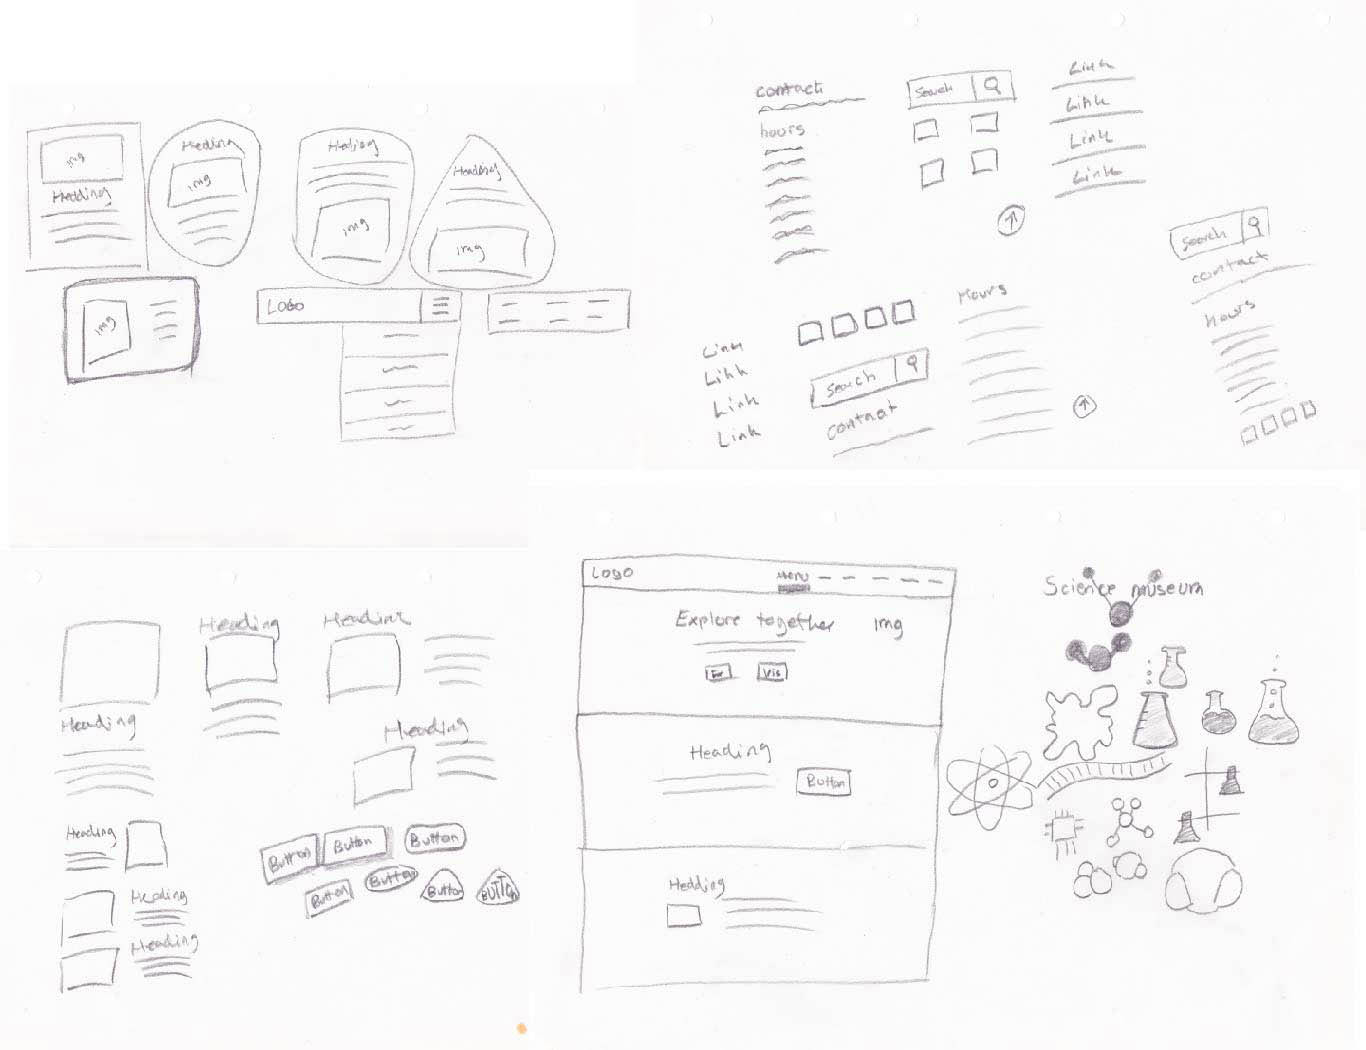 img
Heading
Heading
img
Heading
img
Heading
img
img
LOGO
contact
hours
Search
Link
Link
Link
Link
Search
contact
hours
Hours
Link
Link
Link
Link
Search
contact
Heading
Heading
Heading
Heading
Heading
Heading
Heading
Button
Button
Button
Button
Button
Button
BUTTON
LOGO
Menu
Explore together
img
Ex
Vis
Heading
Button
Heading
Science museum